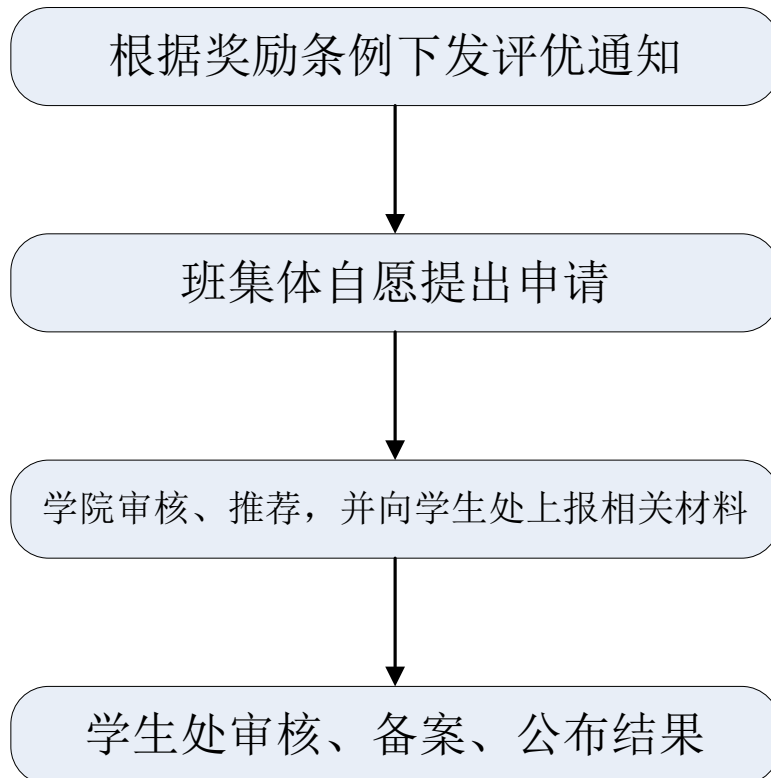 根据奖励条例下发评优通知
班集体自愿提出申请
学院审核、推荐，并向学生处上报相关材料
学生处审核、备案、公布结果